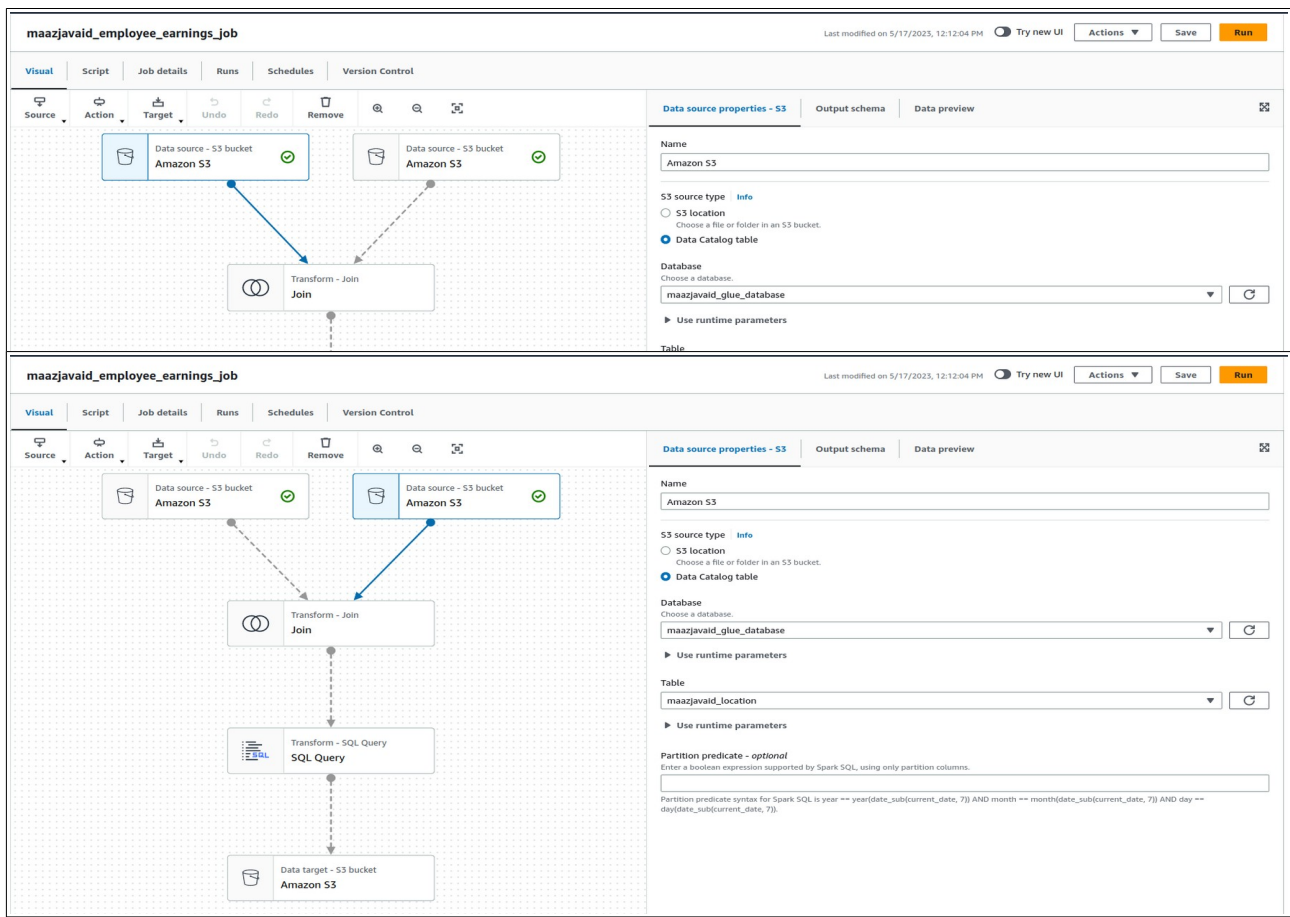 maazjavaid_employee_earnings_job
Last modified on 5/17/2023, 12:12:04 PM Try new UI Actions Save Run
Visual Script Job details Runs Schedules Version Control
Source Action Target Undo Redo Remove
Data source properties - S3 Output schema Data preview
Data source - S3 bucket
Amazon S3
Data source - S3 bucket
Amazon S3
Transform - Join
Join
Name
Amazon S3
S3 source type Info
S3 location
Choose a file or folder in an S3 bucket.
Data Catalog table
Database
Choose a database.
maazjavaid_glue_database
Use runtime parameters
Table
maazjavaid_employee_earnings_job
Last modified on 5/17/2023, 12:12:04 PM Try new UI Actions Save Run
Visual Script Job details Runs Schedules Version Control
Source Action Target Undo Redo Remove
Data source properties - S3 Output schema Data preview
Data source - S3 bucket
Amazon S3
Data source - S3 bucket
Amazon S3
Transform - Join
Join
Transform - SQL Query
SQL
SQL Query
Data target - S3 bucket
Amazon S3
Name
Amazon S3
S3 source type Info
S3 location
Choose a file or folder in an S3 bucket.
Data Catalog table
Database
Choose a database.
maazjavaid_glue_database
Use runtime parameters
Table
maazjavaid_location
Use runtime parameters
Partition predicate - optional
Enter a boolean expression supported by Spark SQL, using only partition columns.
Partition predicate syntax for Spark SQL is year == year(date_sub(current_date, 7)) AND month == month(date_sub(current_date, 7)) AND day ==
day(date_sub(current_date, 7)).